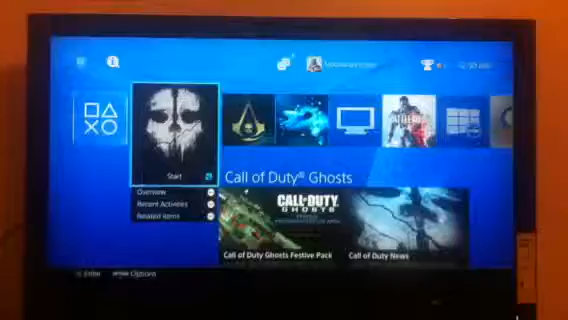 Start
Call of Duty® Ghosts
Overview
Recent Activities
Related Items
CALL OF DUTY
GHOSTS
Call of Duty Ghosts Festive Pack
Call of Duty News
Enter
Options